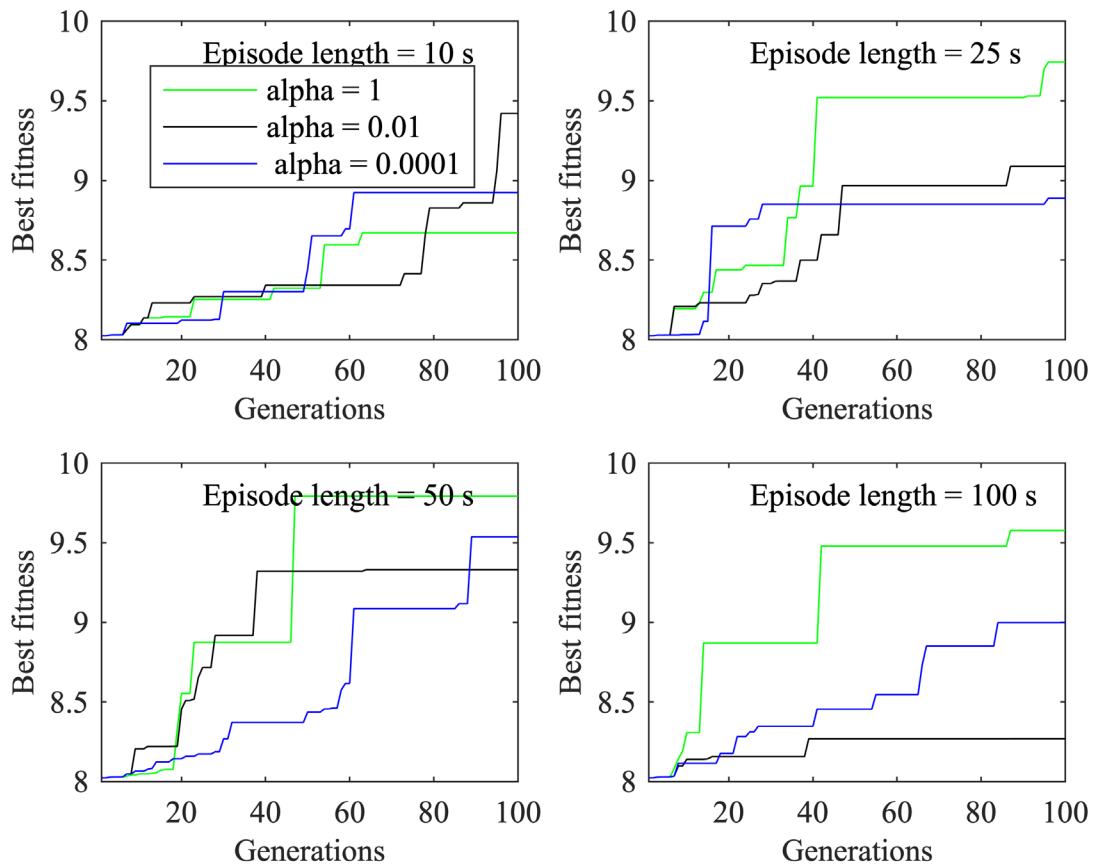 10
Episode length = 10 s
alpha = 1
alpha = 0.01
alpha = 0.0001
9.5
9
8.5
8
Best fitness
20 40 60 80 100
Generations
10
Episode length = 25 s
9.5
9
8.5
8
Best fitness
20 40 60 80 100
Generations
10
Episode length = 50 s
9.5
9
8.5
8
Best fitness
20 40 60 80 100
Generations
10
Episode length = 100 s
9.5
9
8.5
8
Best fitness
20 40 60 80 100
Generations